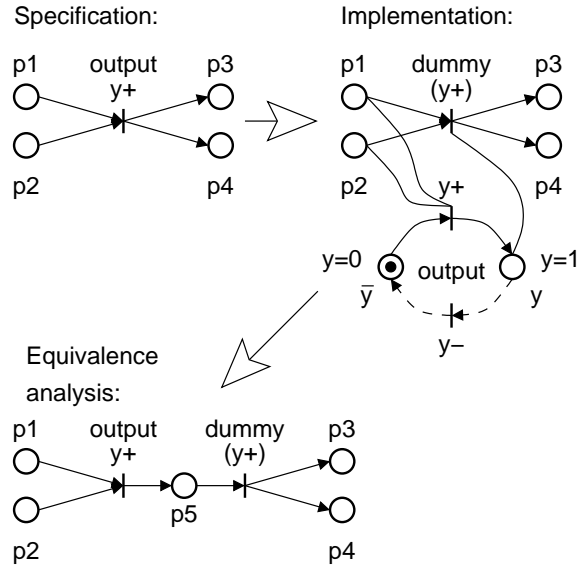 Specification:
Implementation:
p1
output
y+
p3
p2
p4
p1
dummy
(y+)
p3
p2
p4
y+
y=0
output
y=1
y̅
y
y−
Equivalence
analysis:
p1
output
y+
dummy
(y+)
p3
p5
p2
p4